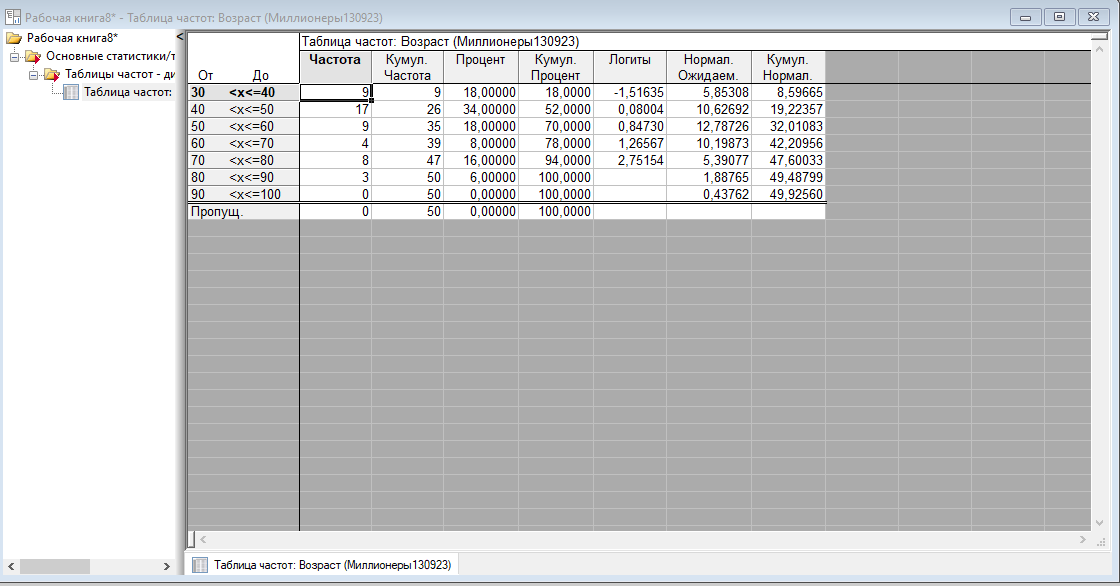 Рабочая книга8* - Таблица частот: Возраст (Миллионеры130923)
Рабочая книга8*
Основные статистики/т
Таблицы частот - ди
Таблица частот:
Таблица частот: Возраст (Миллионеры130923)
От До Частота Кумул. Частота Процент Кумул. Процент Логиты Нормал. Ожидаем. Кумул. Нормал.
30 <x<=40 9 9 18,00000 18,0000 -1,51635 5,85308 8,59665
40 <x<=50 17 26 34,00000 52,0000 0,08004 10,62692 19,22357
50 <x<=60 9 35 18,00000 70,0000 0,84730 12,78726 32,01083
60 <x<=70 4 39 8,00000 78,0000 1,26567 10,19873 42,20956
70 <x<=80 8 47 16,00000 94,0000 2,75154 5,39077 47,60033
80 <x<=90 3 50 6,00000 100,0000 1,88765 49,48799
90 <x<=100 0 50 0,00000 100,0000 0,43762 49,92560
Пропущ. 0 50 0,00000 100,0000
Таблица частот: Возраст (Миллионеры130923)